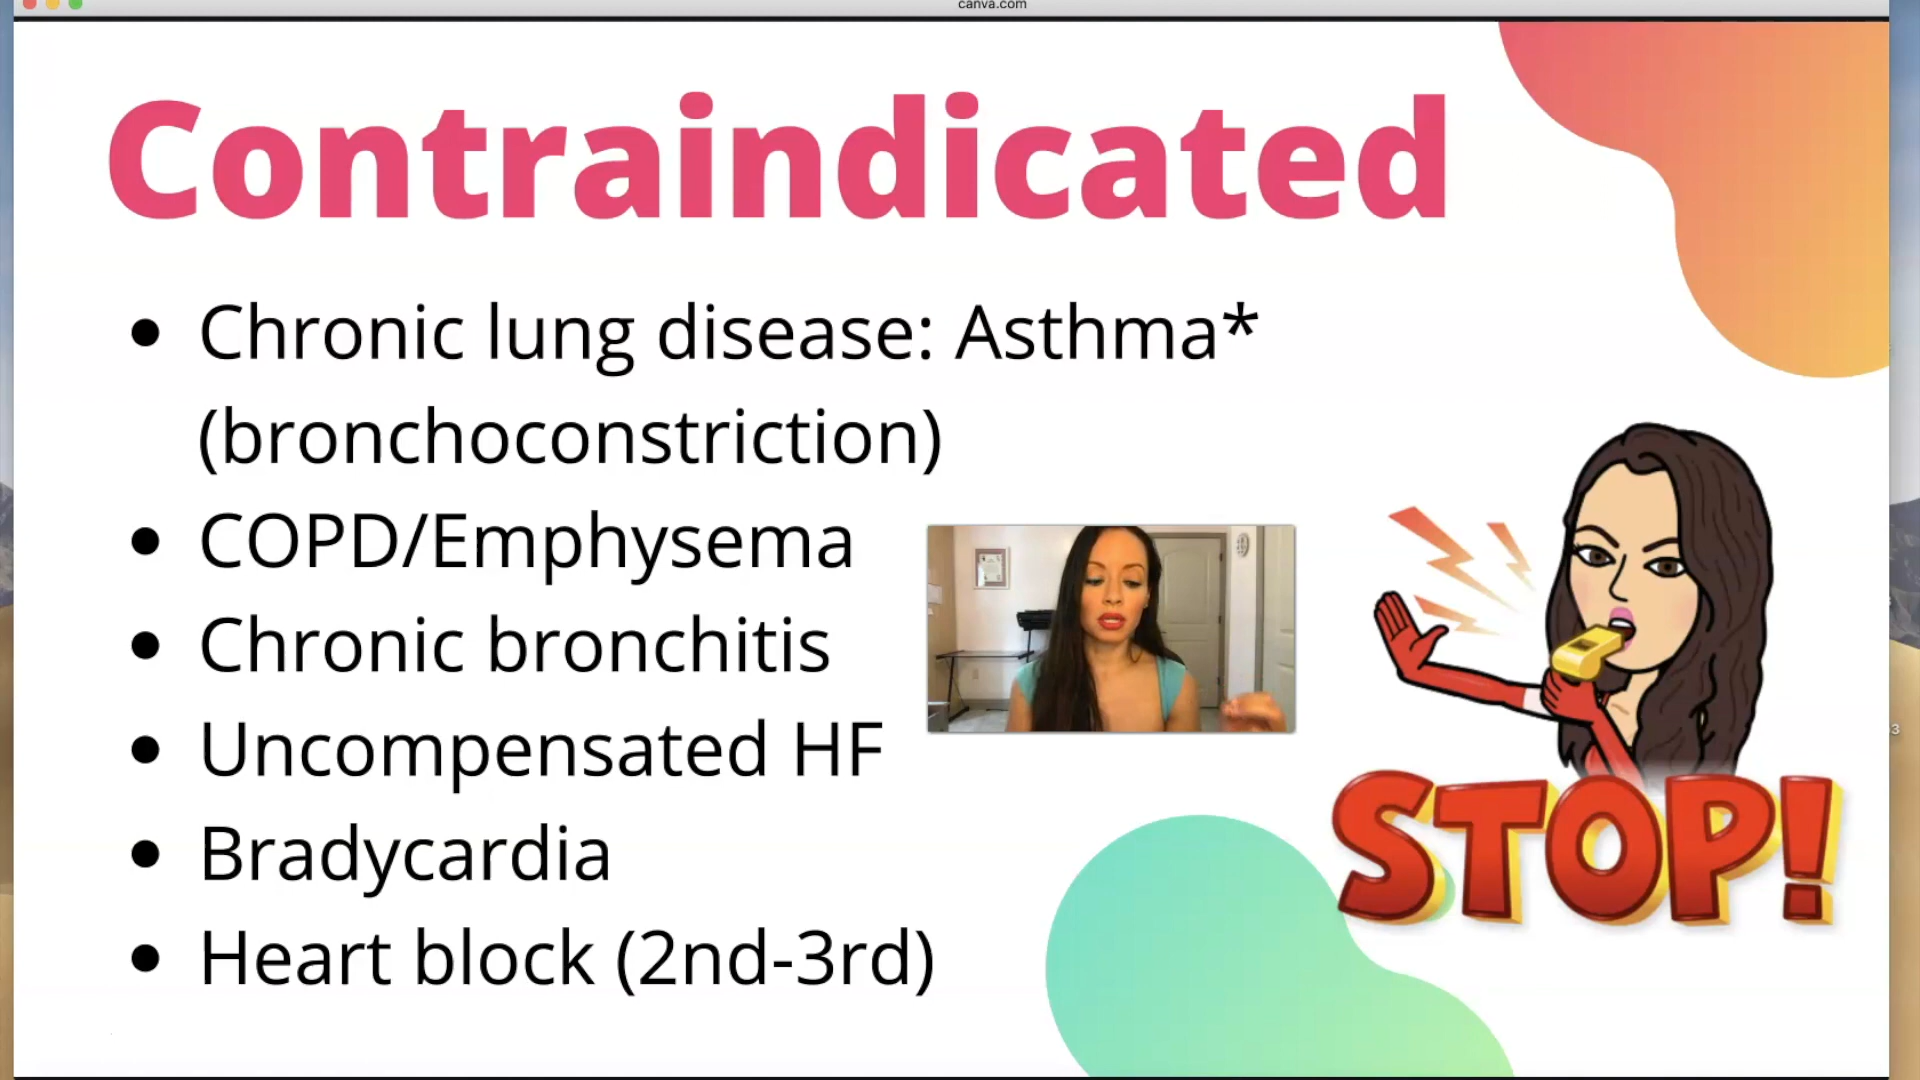 canva.com
Contraindicated
• Chronic lung disease: Asthma*
(bronchoconstriction)
• COPD/Emphysema
• Chronic bronchitis
• Uncompensated HF
• Bradycardia
• Heart block (2nd-3rd)
STOP!